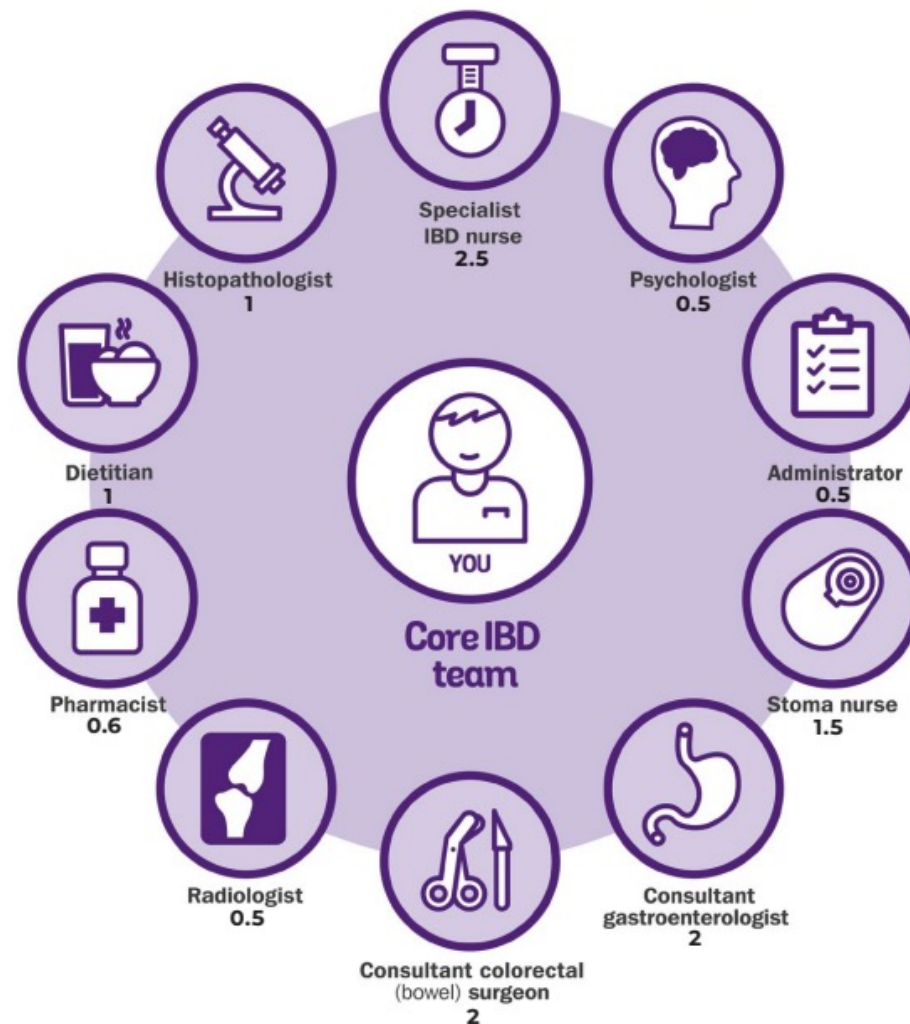 Specialist
IBD nurse
2.5
Psychologist
0.5
Administrator
0.5
Stoma nurse
1.5
Consultant
gastroenterologist
2
Consultant colorectal
(bowel) surgeon
2
Radiologist
0.5
Pharmacist
0.6
Dietitian
1
Histopathologist
1
YOU
Core IBD
team